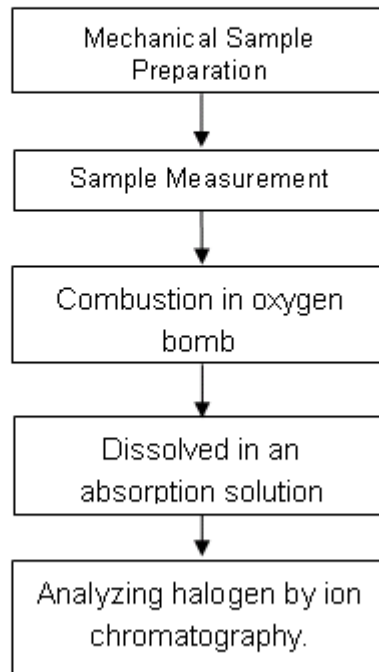 Mechanical Sample
Preparation
Sample Measurement
Combustion in oxygen
bomb
Dissolved in an
absorption solution
Analyzing halogen by ion
chromatography.